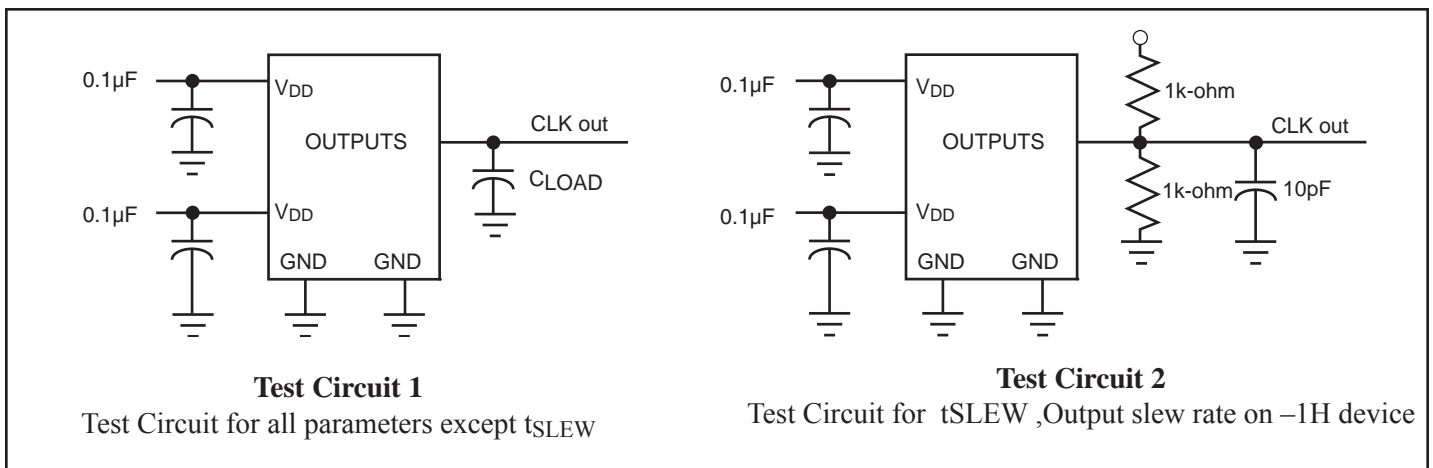 0.1µF
VDD
OUTPUTS
CLK out
CLOAD
0.1µF
VDD
GND GND
Test Circuit 1
Test Circuit for all parameters except tSLEW
0.1µF
VDD
1k-ohm
OUTPUTS
CLK out
1k-ohm
10pF
0.1µF
VDD
GND GND
Test Circuit 2
Test Circuit for tSLEW ,Output slew rate on –1H device